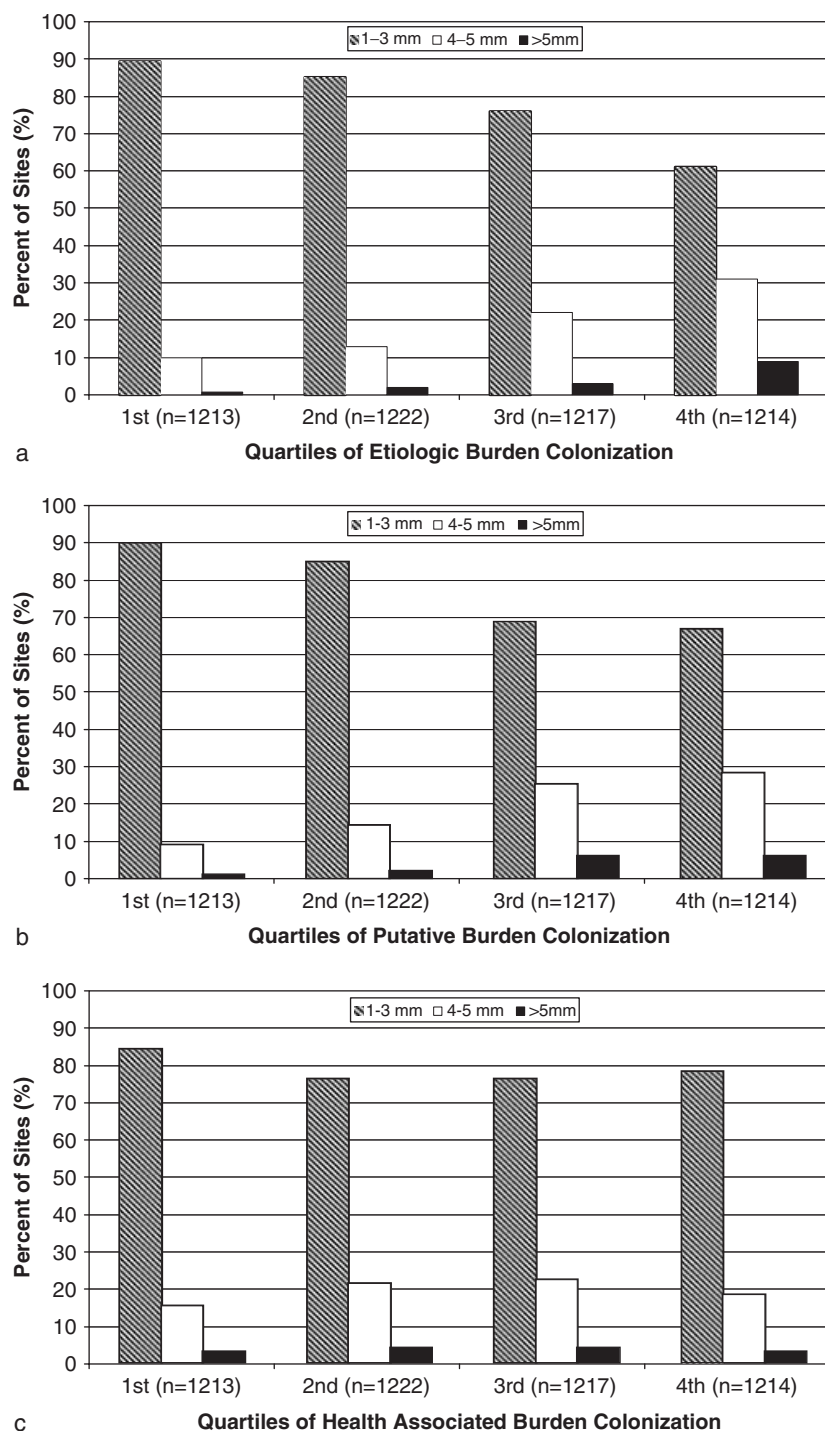 100
90
80
70
60
50
40
30
20
10
0
Percent of Sites (%)
1–3 mm 4–5 mm >5mm
1st (n=1213) 2nd (n=1222) 3rd (n=1217) 4th (n=1214)
a Quartiles of Etiologic Burden Colonization
100
90
80
70
60
50
40
30
20
10
0
Percent of Sites (%)
1-3 mm 4-5 mm >5mm
1st (n=1213) 2nd (n=1222) 3rd (n=1217) 4th (n=1214)
b Quartiles of Putative Burden Colonization
100
90
80
70
60
50
40
30
20
10
0
Percent of Sites (%)
1-3 mm 4-5 mm >5mm
1st (n=1213) 2nd (n=1222) 3rd (n=1217) 4th (n=1214)
c Quartiles of Health Associated Burden Colonization